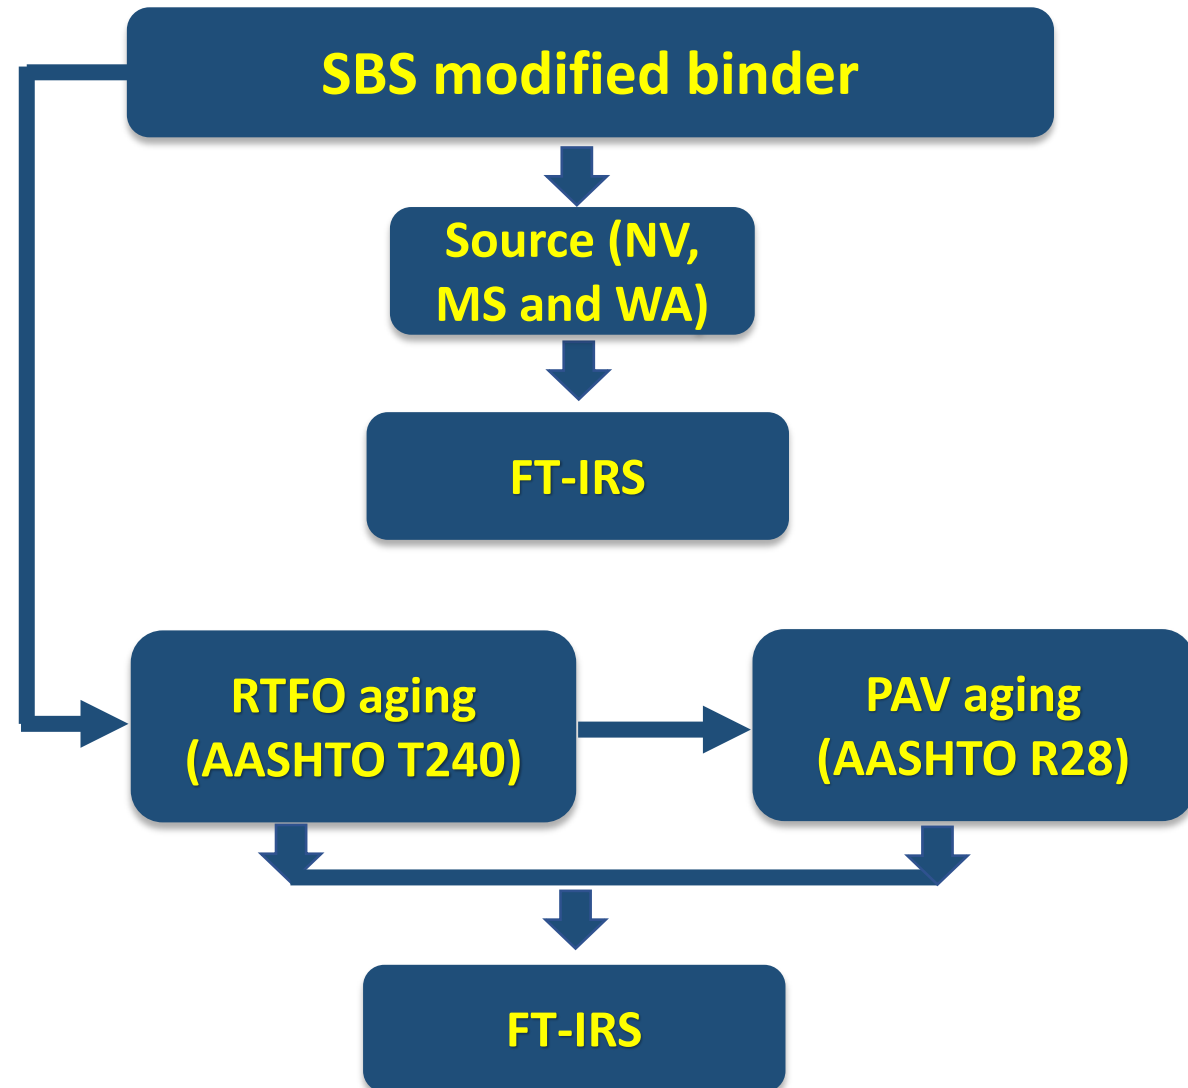 SBS modified binder
Source (NV,
MS and WA)
FT-IRS
RTFO aging
(AASHTO T240)
PAV aging
(AASHTO R28)
FT-IRS